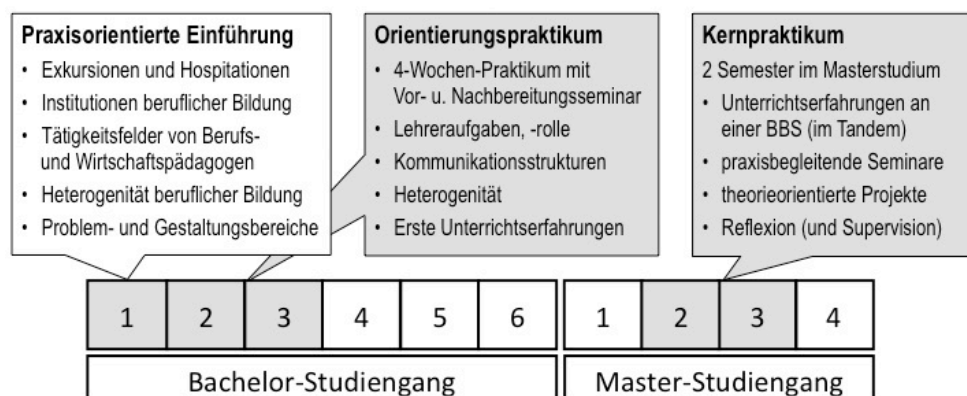 Praxisorientierte Einführung
• Exkursionen und Hospitationen
• Institutionen beruflicher Bildung
• Tätigkeitsfelder von Berufs-
und Wirtschaftspädagogen
• Heterogenität beruflicher Bildung
• Problem- und Gestaltungsbereiche
Orientierungspraktikum
• 4-Wochen-Praktikum mit
Vor- u. Nachbereitungsseminar
• Lehreraufgaben, -rolle
• Kommunikationsstrukturen
• Heterogenität
• Erste Unterrichtserfahrungen
Kernpraktikum
2 Semester im Masterstudium
• Unterrichtserfahrungen an
einer BBS (im Tandem)
• praxisbegleitende Seminare
• theorieorientierte Projekte
• Reflexion (und Supervision)
1 2 3 4 5 6 1 2 3 4
Bachelor-Studiengang Master-Studiengang